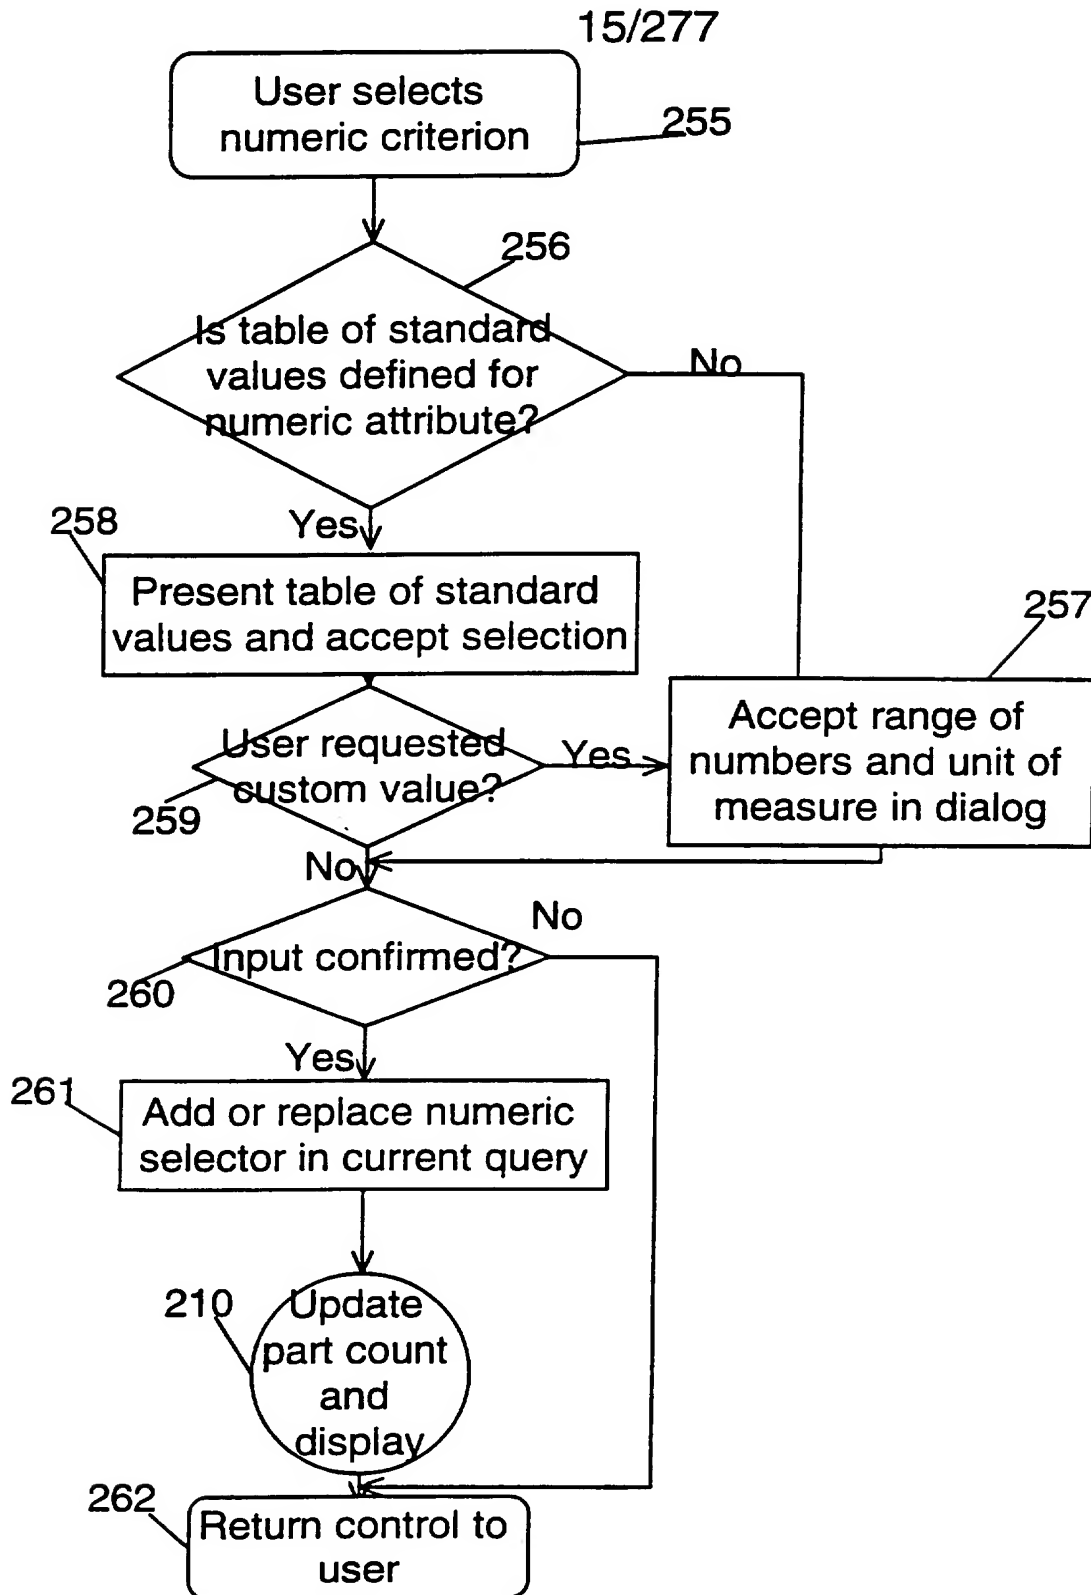 15/277
User selects
numeric criterion
255
256
Is table of standard
values defined for
numeric attribute?
No
Yes
258
Present table of standard
values and accept selection
257
Accept range of
numbers and unit of
measure in dialog
User requested
custom value?
Yes
259
No
No
Input confirmed?
260
Yes
261
Add or replace numeric
selector in current query
210
Update
part count
and
display
262
Return control to
user